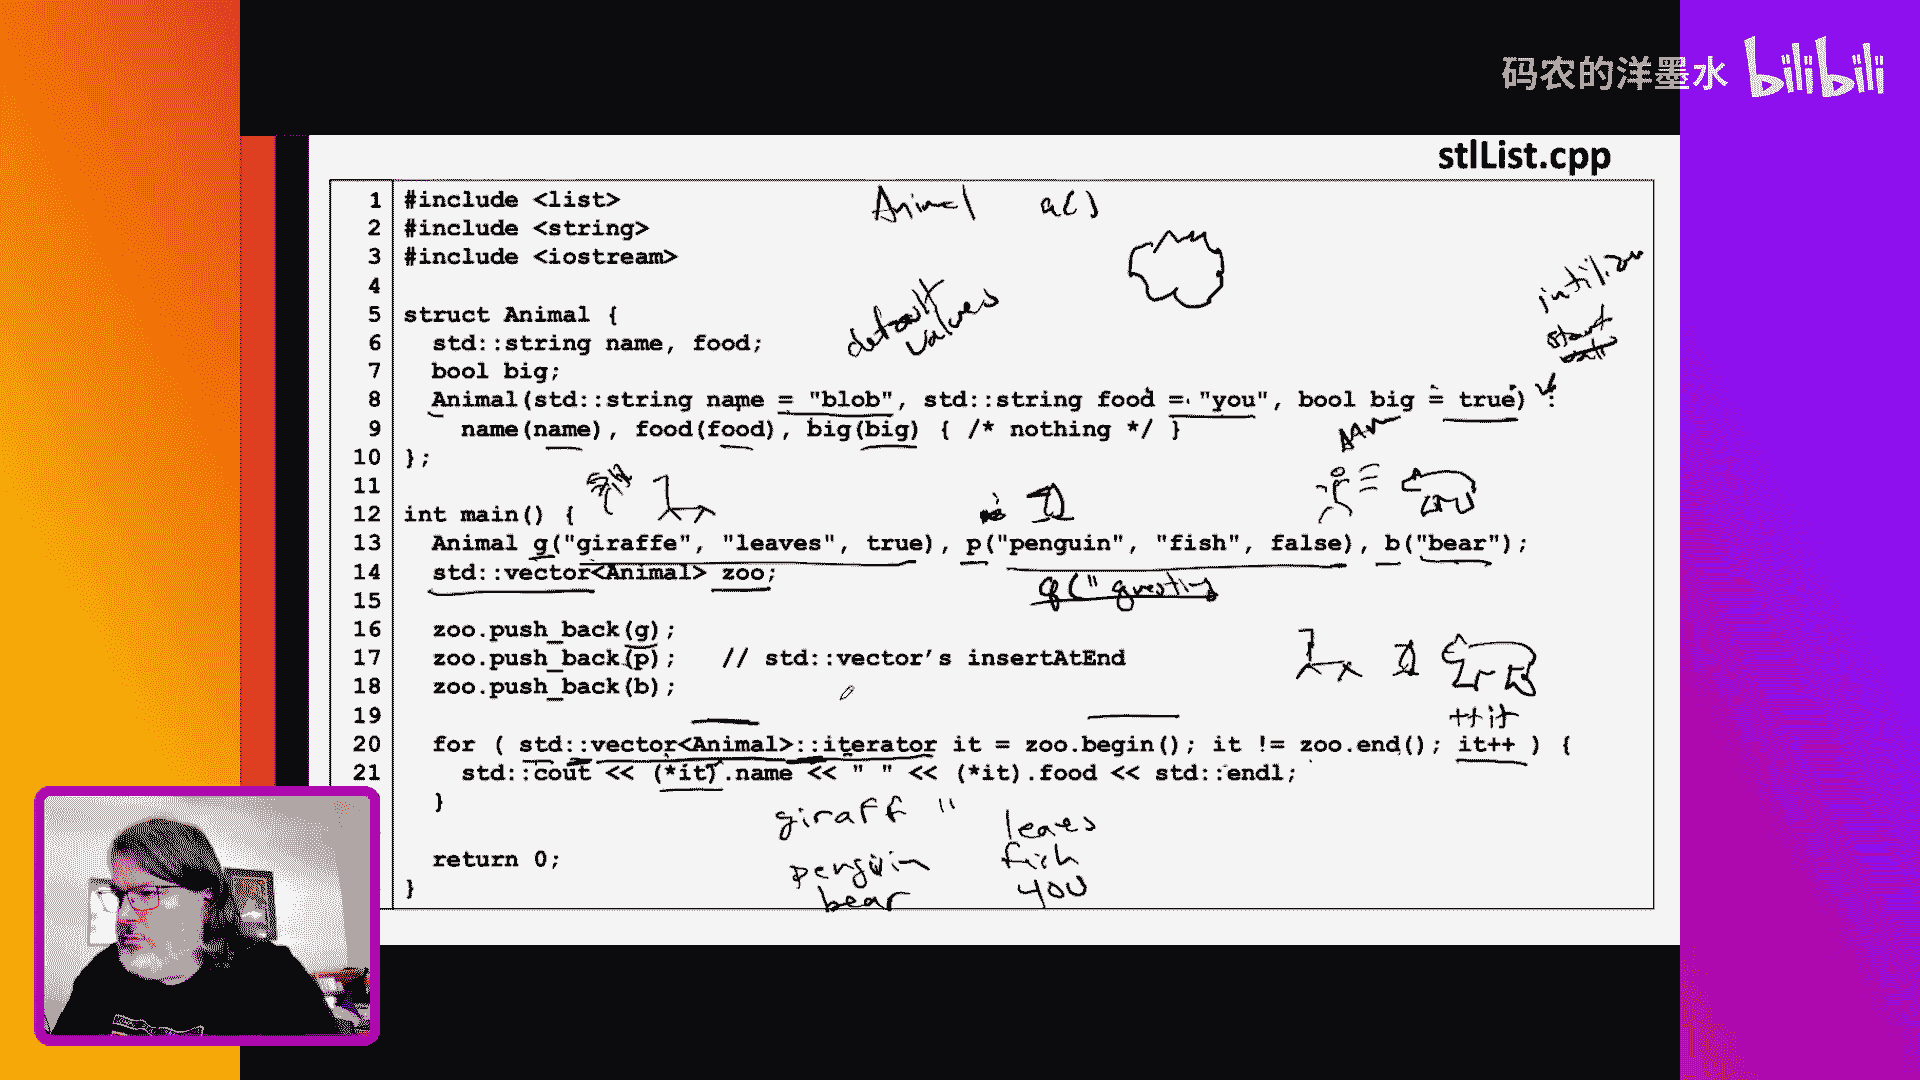 码农的洋墨水 bilibili
stlList.cpp
1 #include <list>
Animal a()
2 #include <string>
3 #include <iostream>
4
default values
5 struct Animal {
6 std::string name, food;
7 bool big;
8 Animal(std::string name = "blob", std::string food = "you", bool big = true) :
9 name(name), food(food), big(big) { /* nothing */ }
10 };
11
12 int main() {
13 Animal g("giraffe", "leaves", true), p("penguin", "fish", false), b("bear");
14 std::vector<Animal> zoo;
15
16 zoo.push_back(g);
17 zoo.push_back(p); // std::vector's insertAtEnd
18 zoo.push_back(b);
19
++it
20 for ( std::vector<Animal>::iterator it = zoo.begin(); it != zoo.end(); it++ ) {
21 std::cout << (*it).name << " " << (*it).food << std::endl;
}
giraff " leaes
return 0;
penguin fish
}
bear you